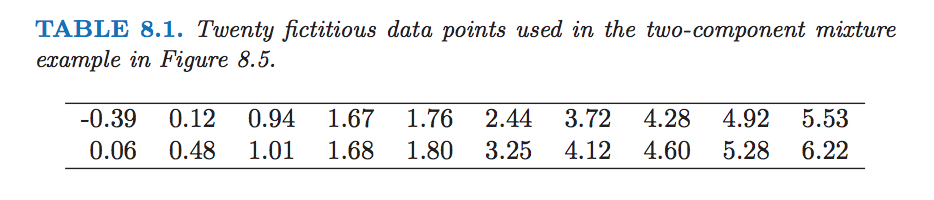 TABLE 8.1. Twenty fictitious data points used in the two-component mixture
example in Figure 8.5.
-0.39 0.12 0.94 1.67 1.76 2.44 3.72 4.28 4.92 5.53
0.06 0.48 1.01 1.68 1.80 3.25 4.12 4.60 5.28 6.22